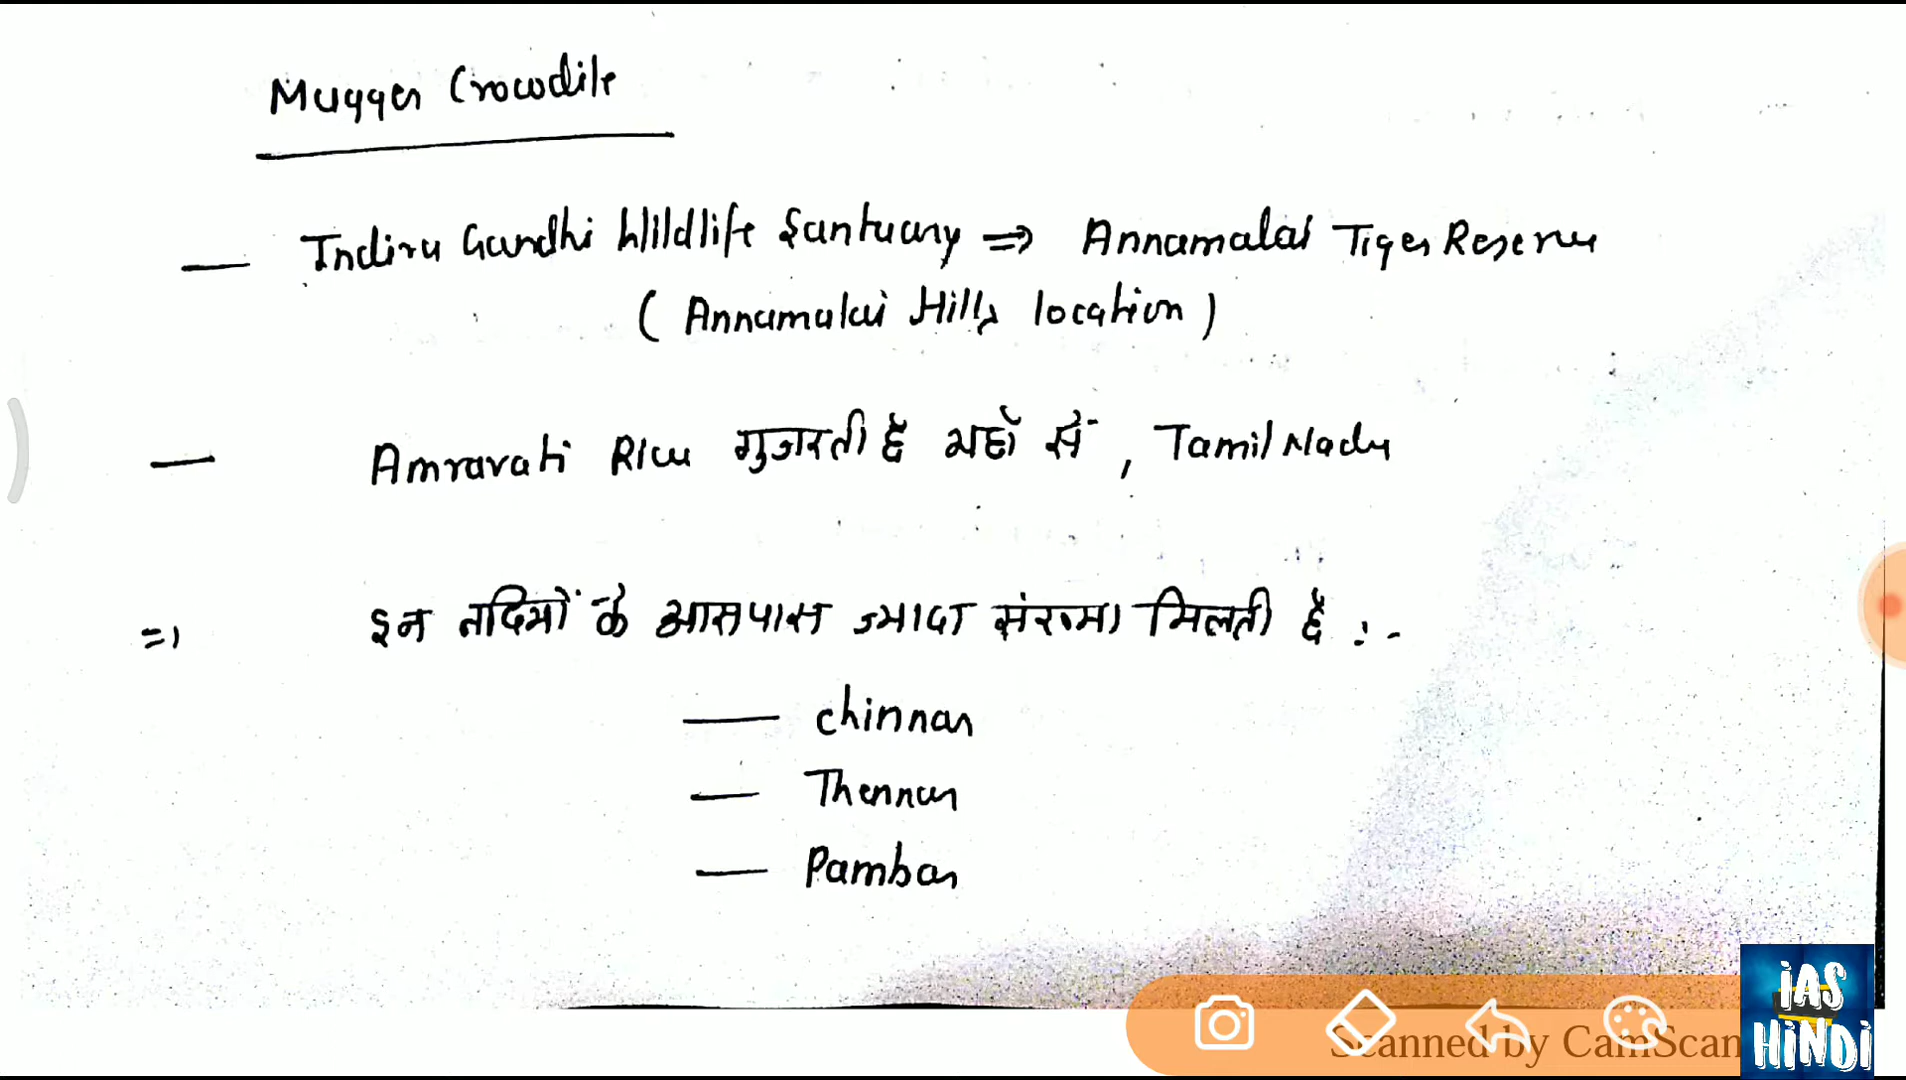 Mugger Crocodile
— Indira Gandhi Wildlife Santuary ⇒ Annamalai Tiger Reserve
( Annamalai Hills location )
— Amravati River गुजरती है यहाँ से , Tamil Nadu
⇒ इन नदियों के आसपास ज्यादा संख्या मिलती है :-
— Chinnar
— Thennar
— Pambar
Scanned by CamScan
iAS
HiNDi